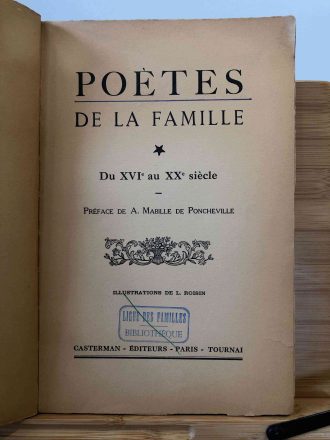 POÈTES
DE LA FAMILLE
Du XVIe au XXe siècle
PRÉFACE DE A. MABILLE DE PONCHEVILLE
ILLUSTRATIONS DE L. ROISIN
LIGUE DES FAMILLES
BIBLIOTHÈQUE
CASTERMAN - ÉDITEURS - PARIS - TOURNAI